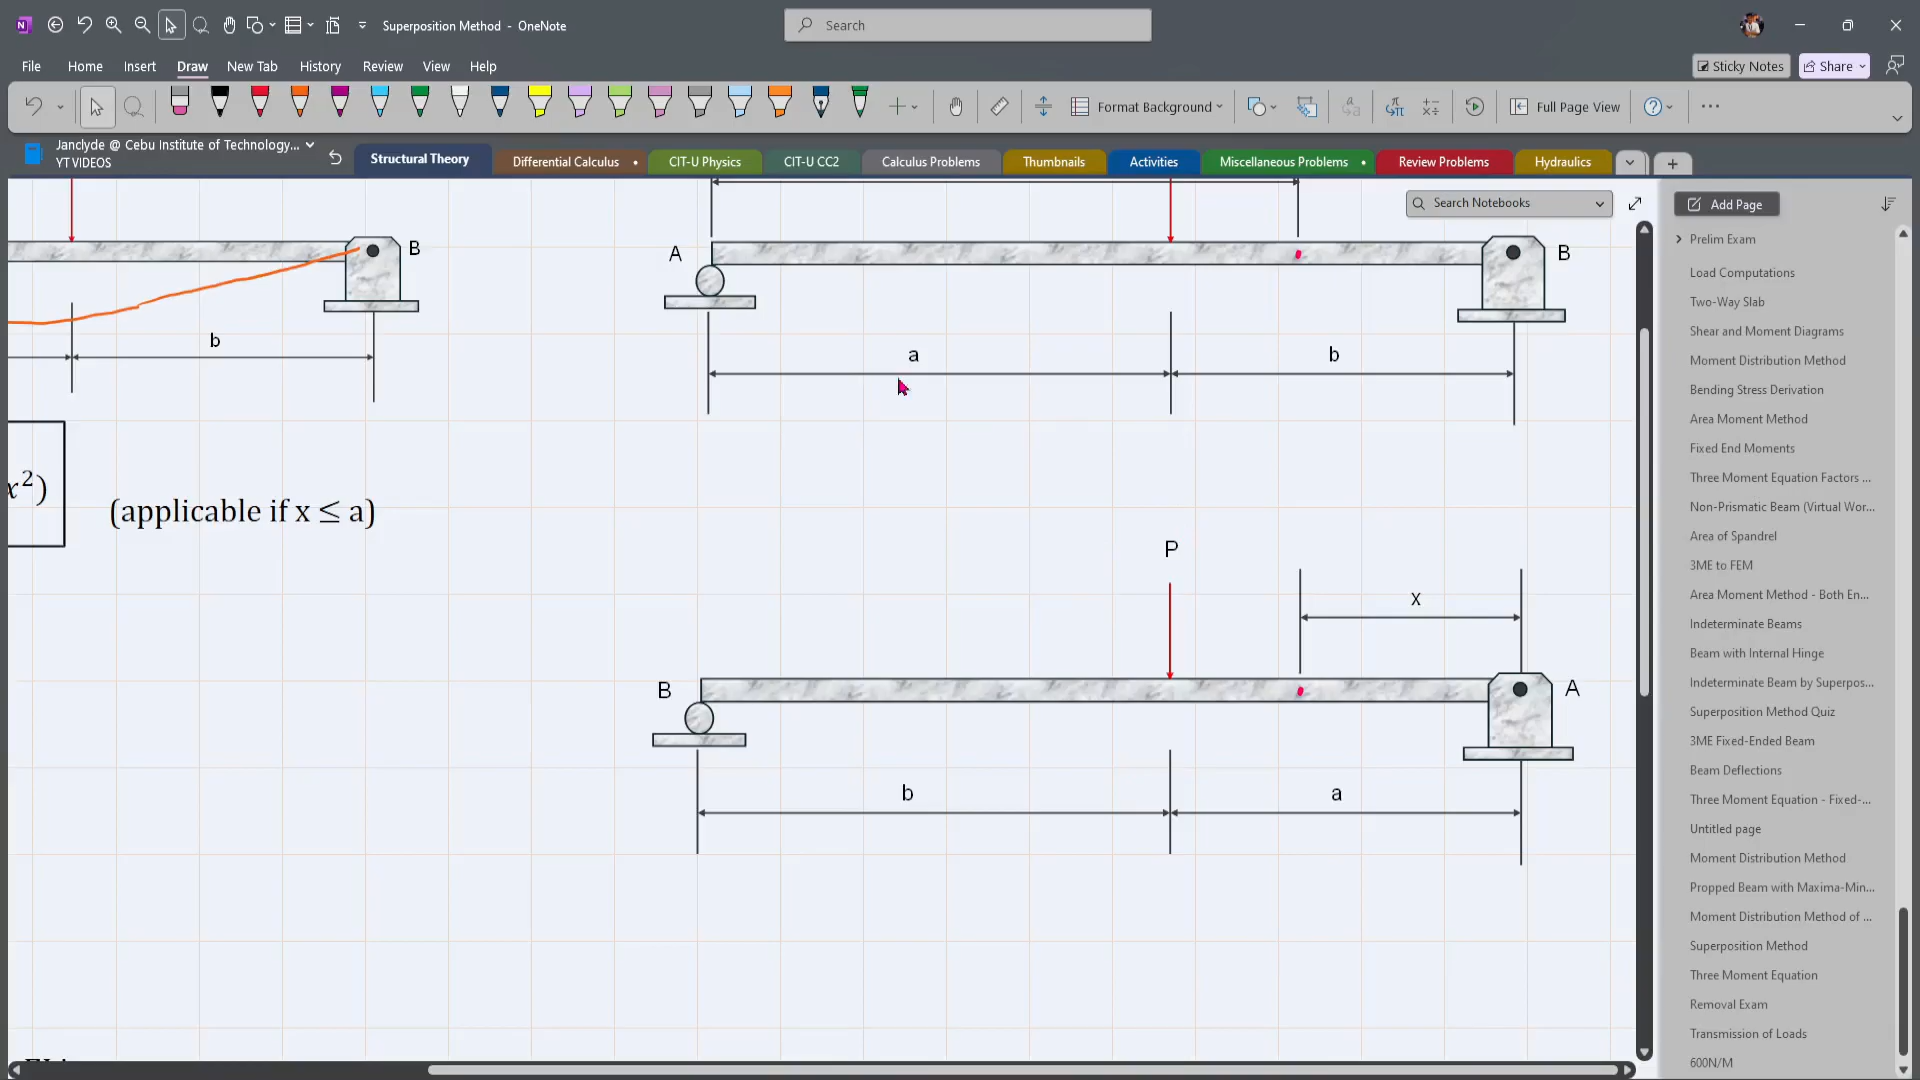 Superposition Method - OneNote
Search
File Home Insert Draw New Tab History Review View Help
Sticky Notes Share
Format Background Full Page View
Janclyde @ Cebu Institute of Technology...
YT VIDEOS
Structural Theory Differential Calculus CIT-U Physics CIT-U CC2 Calculus Problems Thumbnails Activities Miscellaneous Problems Review Problems Hydraulics
Search Notebooks
Add Page
Prelim Exam
Load Computations
Two-Way Slab
Shear and Moment Diagrams
Moment Distribution Method
Bending Stress Derivation
Area Moment Method
Fixed End Moments
Three Moment Equation Factors ...
Non-Prismatic Beam (Virtual Wor...
Area of Spandrel
3ME to FEM
Area Moment Method - Both En...
Indeterminate Beams
Beam with Internal Hinge
Indeterminate Beam by Superpos...
Superposition Method Quiz
3ME Fixed-Ended Beam
Beam Deflections
Three Moment Equation - Fixed-...
Untitled page
Moment Distribution Method
Propped Beam with Maxima-Min...
Moment Distribution Method of ...
Superposition Method
Three Moment Equation
Removal Exam
Transmission of Loads
600N/M
B
b
A
B
a
b
x²)
(applicable if x ≤ a)
P
x
B
A
b
a